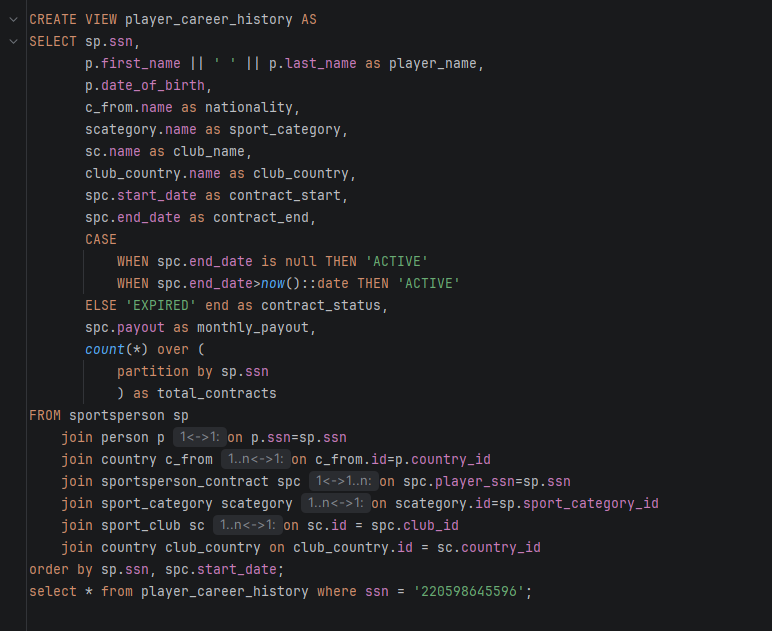 CREATE VIEW player_career_history AS
SELECT sp.ssn,
       p.first_name || ' ' || p.last_name as player_name,
       p.date_of_birth,
       c_from.name as nationality,
       scategory.name as sport_category,
       sc.name as club_name,
       club_country.name as club_country,
       spc.start_date as contract_start,
       spc.end_date as contract_end,
       CASE
           WHEN spc.end_date is null THEN 'ACTIVE'
           WHEN spc.end_date>now()::date THEN 'ACTIVE'
       ELSE 'EXPIRED' end as contract_status,
       spc.payout as monthly_payout,
       count(*) over (
           partition by sp.ssn
           ) as total_contracts
FROM sportsperson sp
    join person p 1<->1: on p.ssn=sp.ssn
    join country c_from 1..n<->1: on c_from.id=p.country_id
    join sportsperson_contract spc 1<->1..n: on spc.player_ssn=sp.ssn
    join sport_category scategory 1..n<->1: on scategory.id=sp.sport_category_id
    join sport_club sc 1..n<->1: on sc.id = spc.club_id
    join country club_country on club_country.id = sc.country_id
order by sp.ssn, spc.start_date;
select * from player_career_history where ssn = '220598645596';